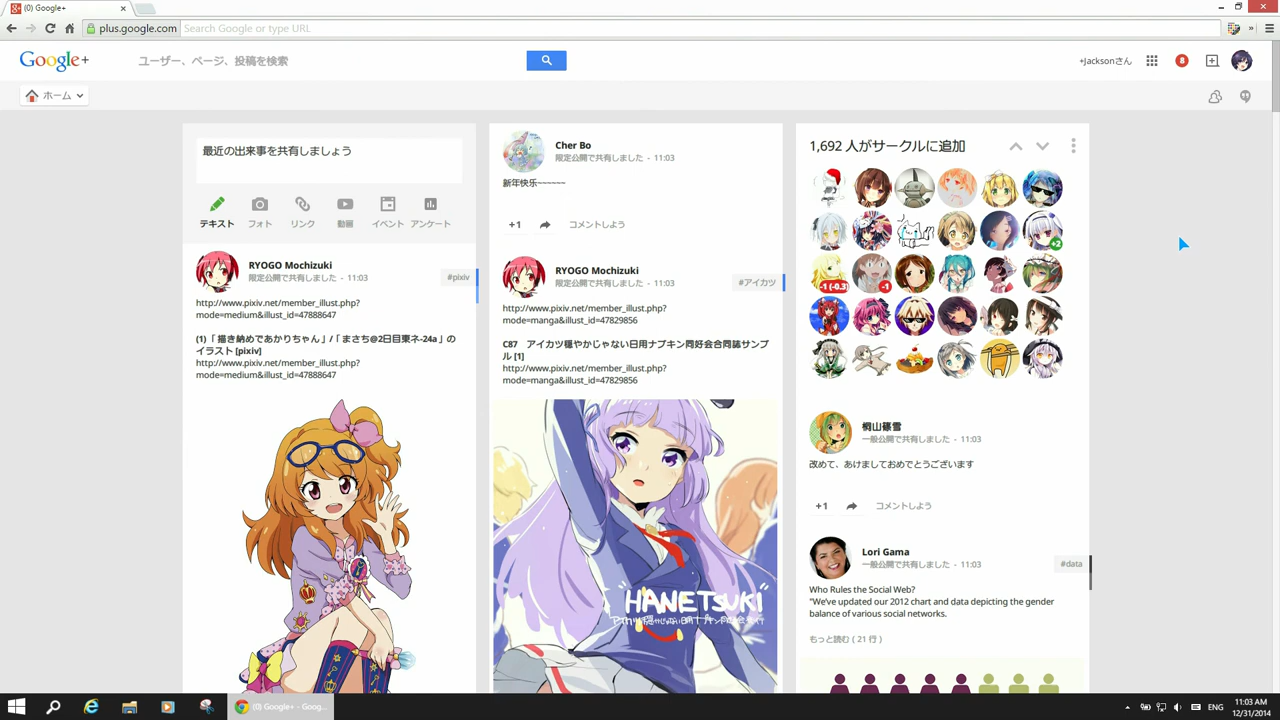 (0) Google+
plus.google.com
Search Google or type URL
Google+
ユーザー、ページ、投稿を検索
+Jacksonさん
8
ホーム
最近の出来事を共有しましょう
テキスト
フォト
リンク
動画
イベント
アンケート
RYOGO Mochizuki
限定公開で共有しました - 11:03
#pixiv
http://www.pixiv.net/member_illust.php?
mode=medium&illust_id=47888647
(1)「描き納めであかりちゃん」/「まさち@2日目東ネ-24a」の
イラスト [pixiv]
http://www.pixiv.net/member_illust.php?
mode=medium&illust_id=47888647
Cher Bo
限定公開で共有しました - 11:03
新年快乐~~~~~~
+1
コメントしよう
RYOGO Mochizuki
限定公開で共有しました - 11:03
#アイカツ
http://www.pixiv.net/member_illust.php?
mode=manga&illust_id=47829856
C87　アイカツ穏やかじゃない日用ナプキン同好会合同誌サンプ
ル [1]
http://www.pixiv.net/member_illust.php?
mode=manga&illust_id=47829856
HANETSUKI
1,692 人がサークルに追加
+2
-1 (-0.3)
-1
桐山篠雪
一般公開で共有しました - 11:03
改めて、あけましておめでとうございます
+1
コメントしよう
Lori Gama
一般公開で共有しました - 11:03
#data
Who Rules the Social Web?
"We've updated our 2012 chart and data depicting the gender
balance of various social networks.
もっと読む ( 21 行 )
(0) Google+ - Goog...
ENG
11:03 AM
12/31/2014